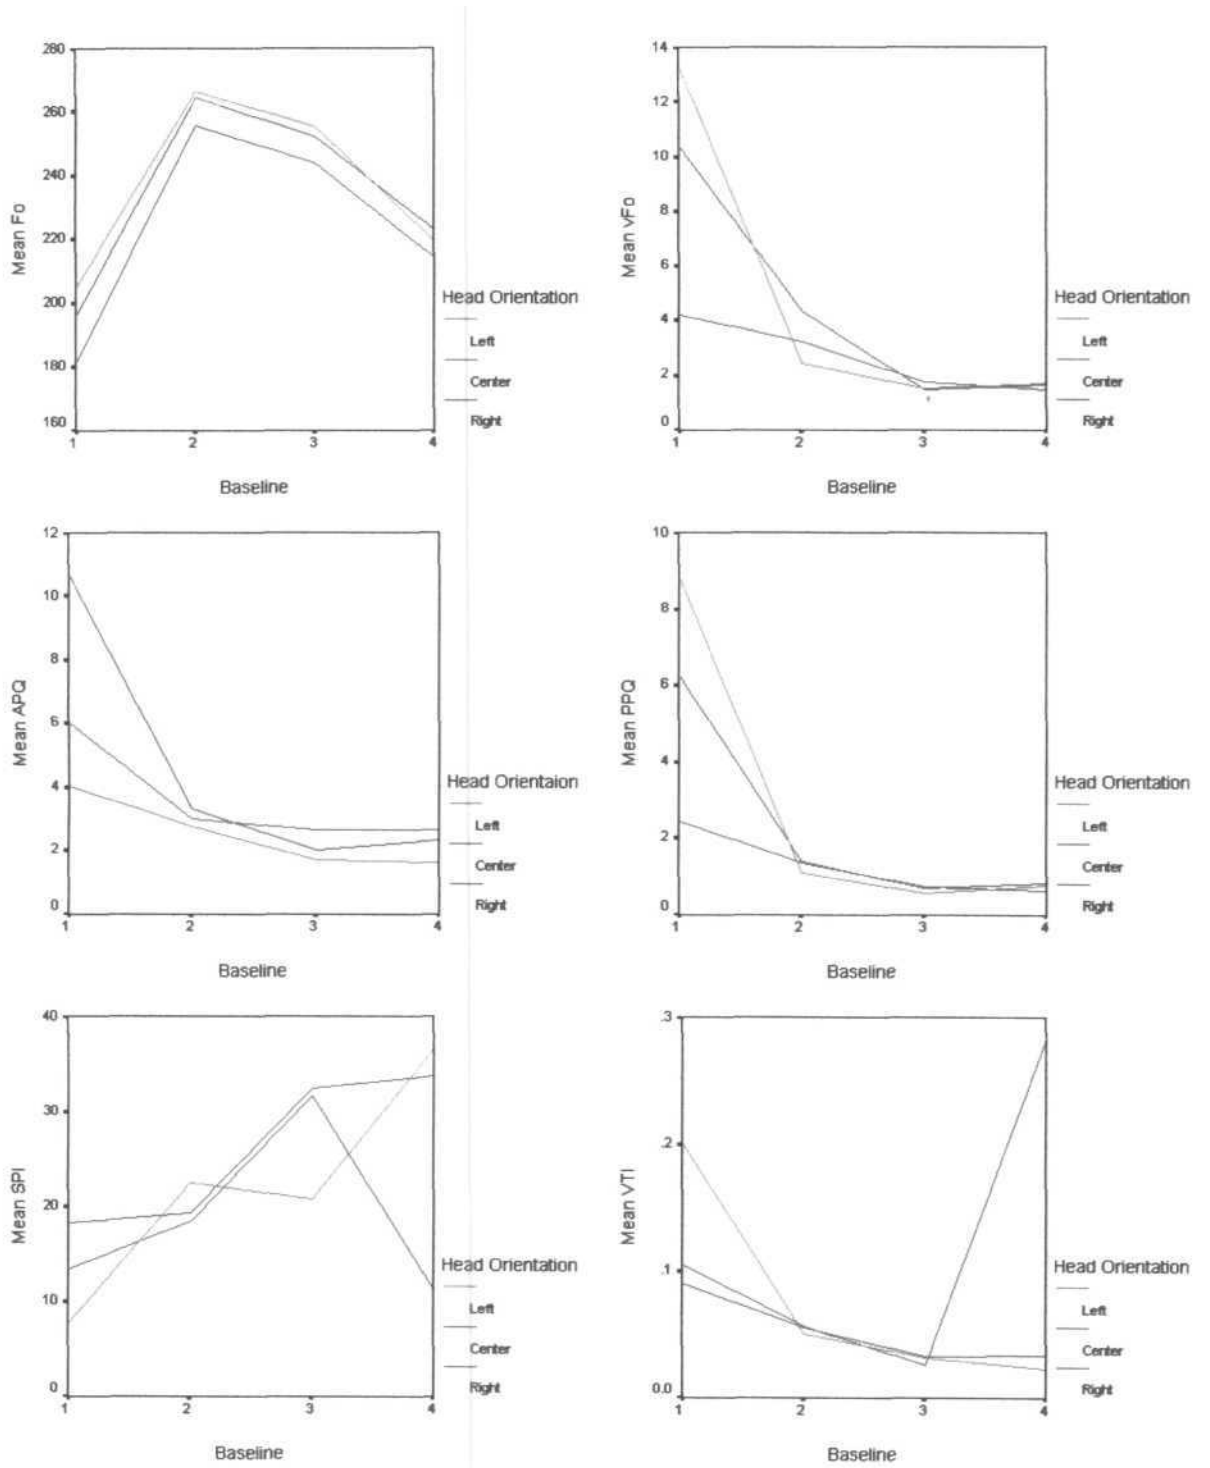 280
260
240
220
200
180
160
Mean Fo
1 2 3 4
Baseline
Head Orientation
Left
Center
Right
14
12
10
8
6
4
2
0
Mean vFo
1 2 3 4
Baseline
Head Orientation
Left
Center
Right
12
10
8
6
4
2
0
Mean APQ
1 2 3 4
Baseline
Head Orientaion
Left
Center
Right
10
8
6
4
2
0
Mean PPQ
1 2 3 4
Baseline
Head Orientation
Left
Center
Right
40
30
20
10
0
Mean SPI
1 2 3 4
Baseline
Head Orientation
Left
Center
Right
.3
.2
.1
0.0
Mean VTI
1 2 3 4
Baseline
Head Orientation
Left
Center
Right